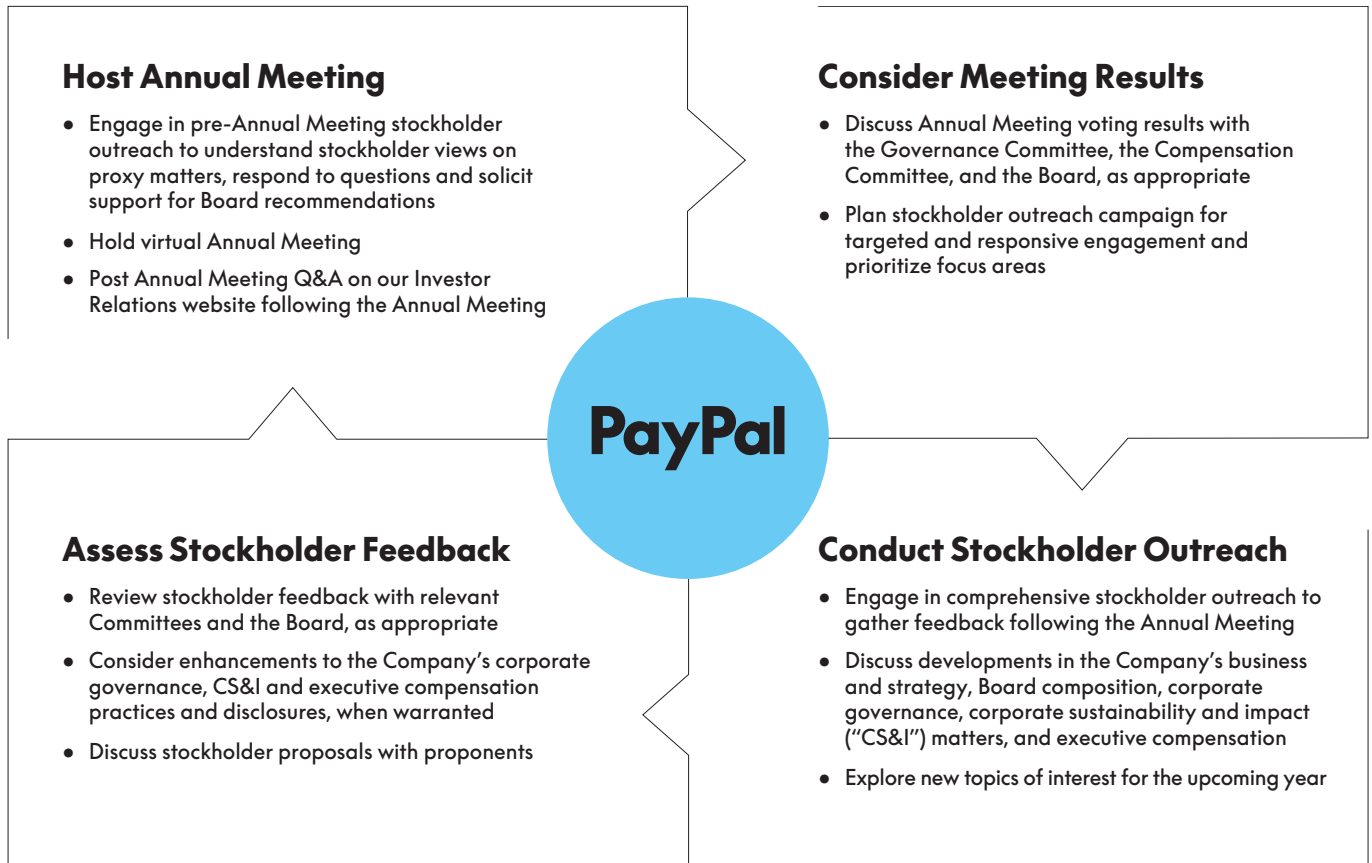 Host Annual Meeting
● Engage in pre-Annual Meeting stockholder
outreach to understand stockholder views on
proxy matters, respond to questions and solicit
support for Board recommendations
● Hold virtual Annual Meeting
● Post Annual Meeting Q&A on our Investor
Relations website following the Annual Meeting
Consider Meeting Results
● Discuss Annual Meeting voting results with
the Governance Committee, the Compensation
Committee, and the Board, as appropriate
● Plan stockholder outreach campaign for
targeted and responsive engagement and
prioritize focus areas
PayPal
Assess Stockholder Feedback
● Review stockholder feedback with relevant
Committees and the Board, as appropriate
● Consider enhancements to the Company’s corporate
governance, CS&I and executive compensation
practices and disclosures, when warranted
● Discuss stockholder proposals with proponents
Conduct Stockholder Outreach
● Engage in comprehensive stockholder outreach to
gather feedback following the Annual Meeting
● Discuss developments in the Company’s business
and strategy, Board composition, corporate
governance, corporate sustainability and impact
(“CS&I”) matters, and executive compensation
● Explore new topics of interest for the upcoming year